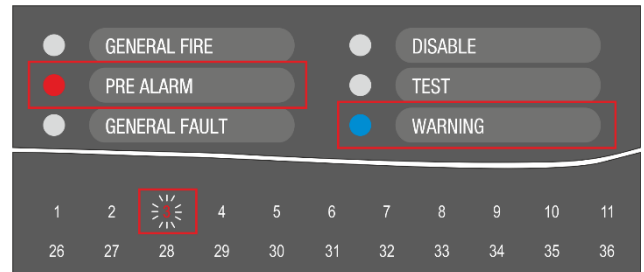 GENERAL FIRE DISABLE
PRE ALARM TEST
GENERAL FAULT WARNING
1 2 3 4 5 6 7 8 9 10 11
26 27 28 29 30 31 32 33 34 35 36